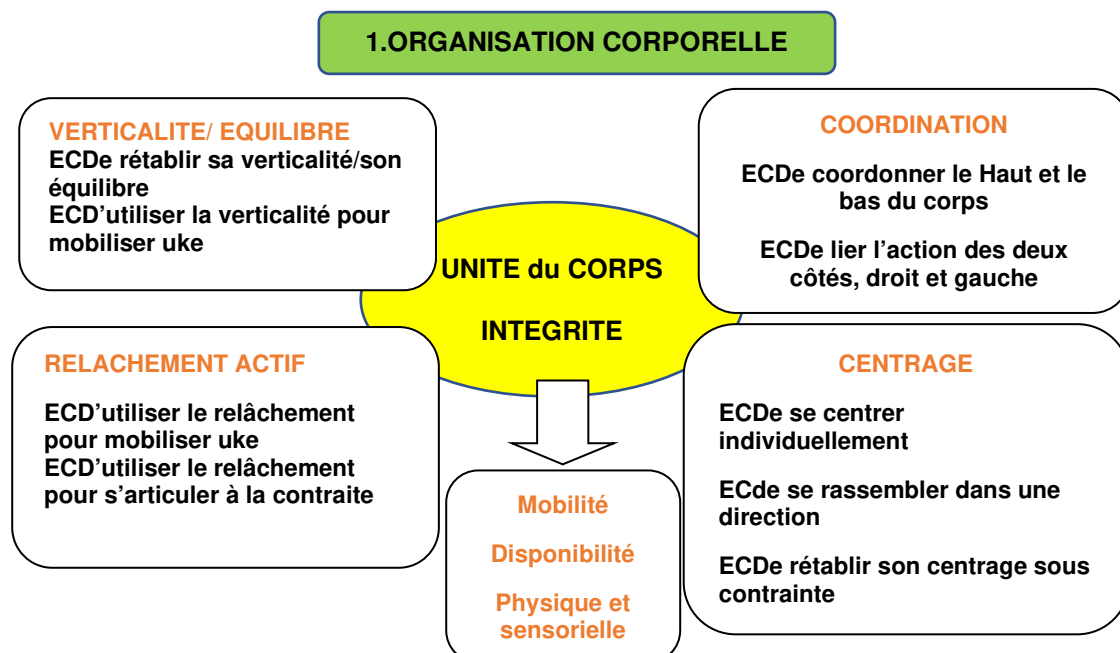 1.ORGANISATION CORPORELLE
VERTICALITE/ EQUILIBRE
ECDe rétablir sa verticalité/son
équilibre
ECD’utiliser la verticalité pour
mobiliser uke
COORDINATION
ECDe coordonner le Haut et le
bas du corps
ECDe lier l’action des deux
côtés, droit et gauche
UNITE du CORPS
INTEGRITE
RELACHEMENT ACTIF
ECD’utiliser le relâchement
pour mobiliser uke
ECD’utiliser le relâchement
pour s’articuler à la contraite
CENTRAGE
ECDe se centrer
individuellement
ECde se rassembler dans une
direction
ECDe rétablir son centrage sous
contrainte
Mobilité
Disponibilité
Physique et
sensorielle